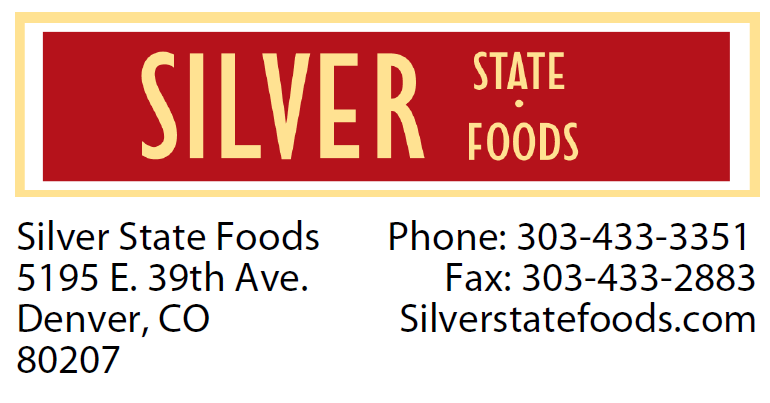 SILVER
STATE
FOODS
Silver State Foods
5195 E. 39th Ave.
Denver, CO
80207
Phone: 303-433-3351
Fax: 303-433-2883
Silverstatefoods.com